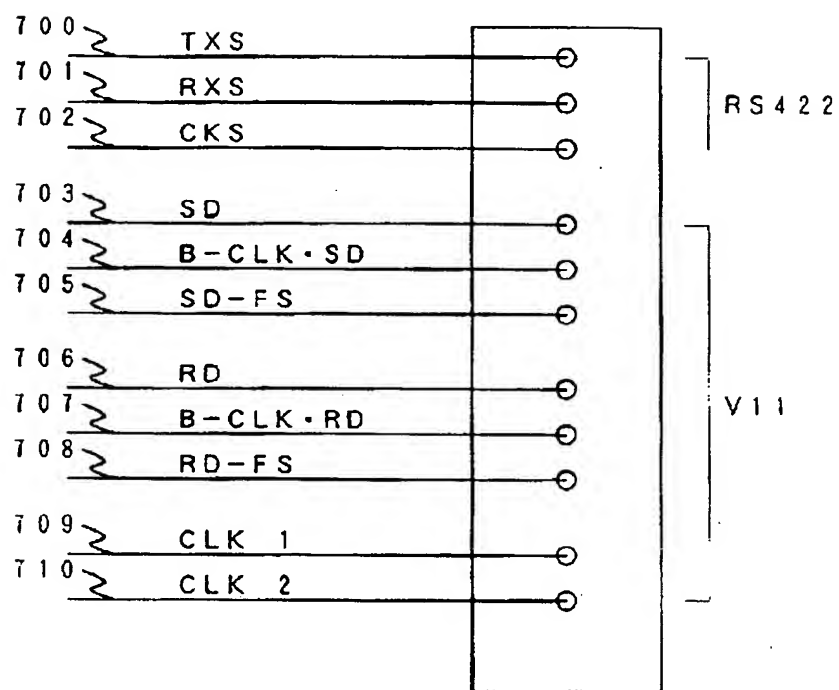 700 TXS
701 RXS
RS422
702 CKS
703 SD
704 B-CLK・SD
705 SD-FS
706 RD
707 B-CLK・RD
V11
708 RD-FS
709 CLK 1
710 CLK 2